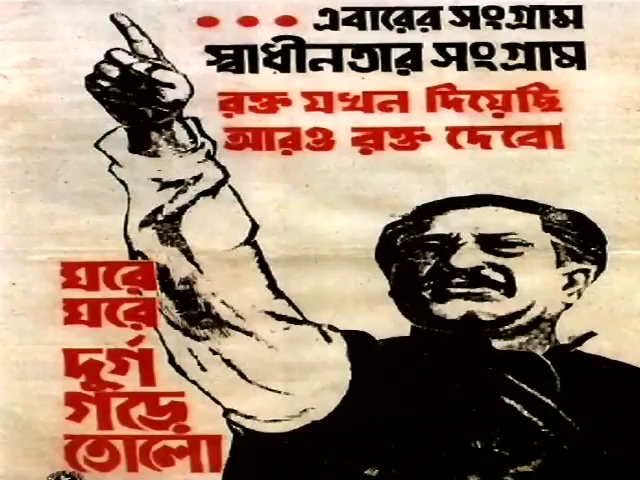 ... এবারের সংগ্রাম
স্বাধীনতার সংগ্রাম
রক্ত যখন দিয়েছি
আরও রক্ত দেবো
ঘরে
ঘরে
দুর্গ
গড়ে
তোলো